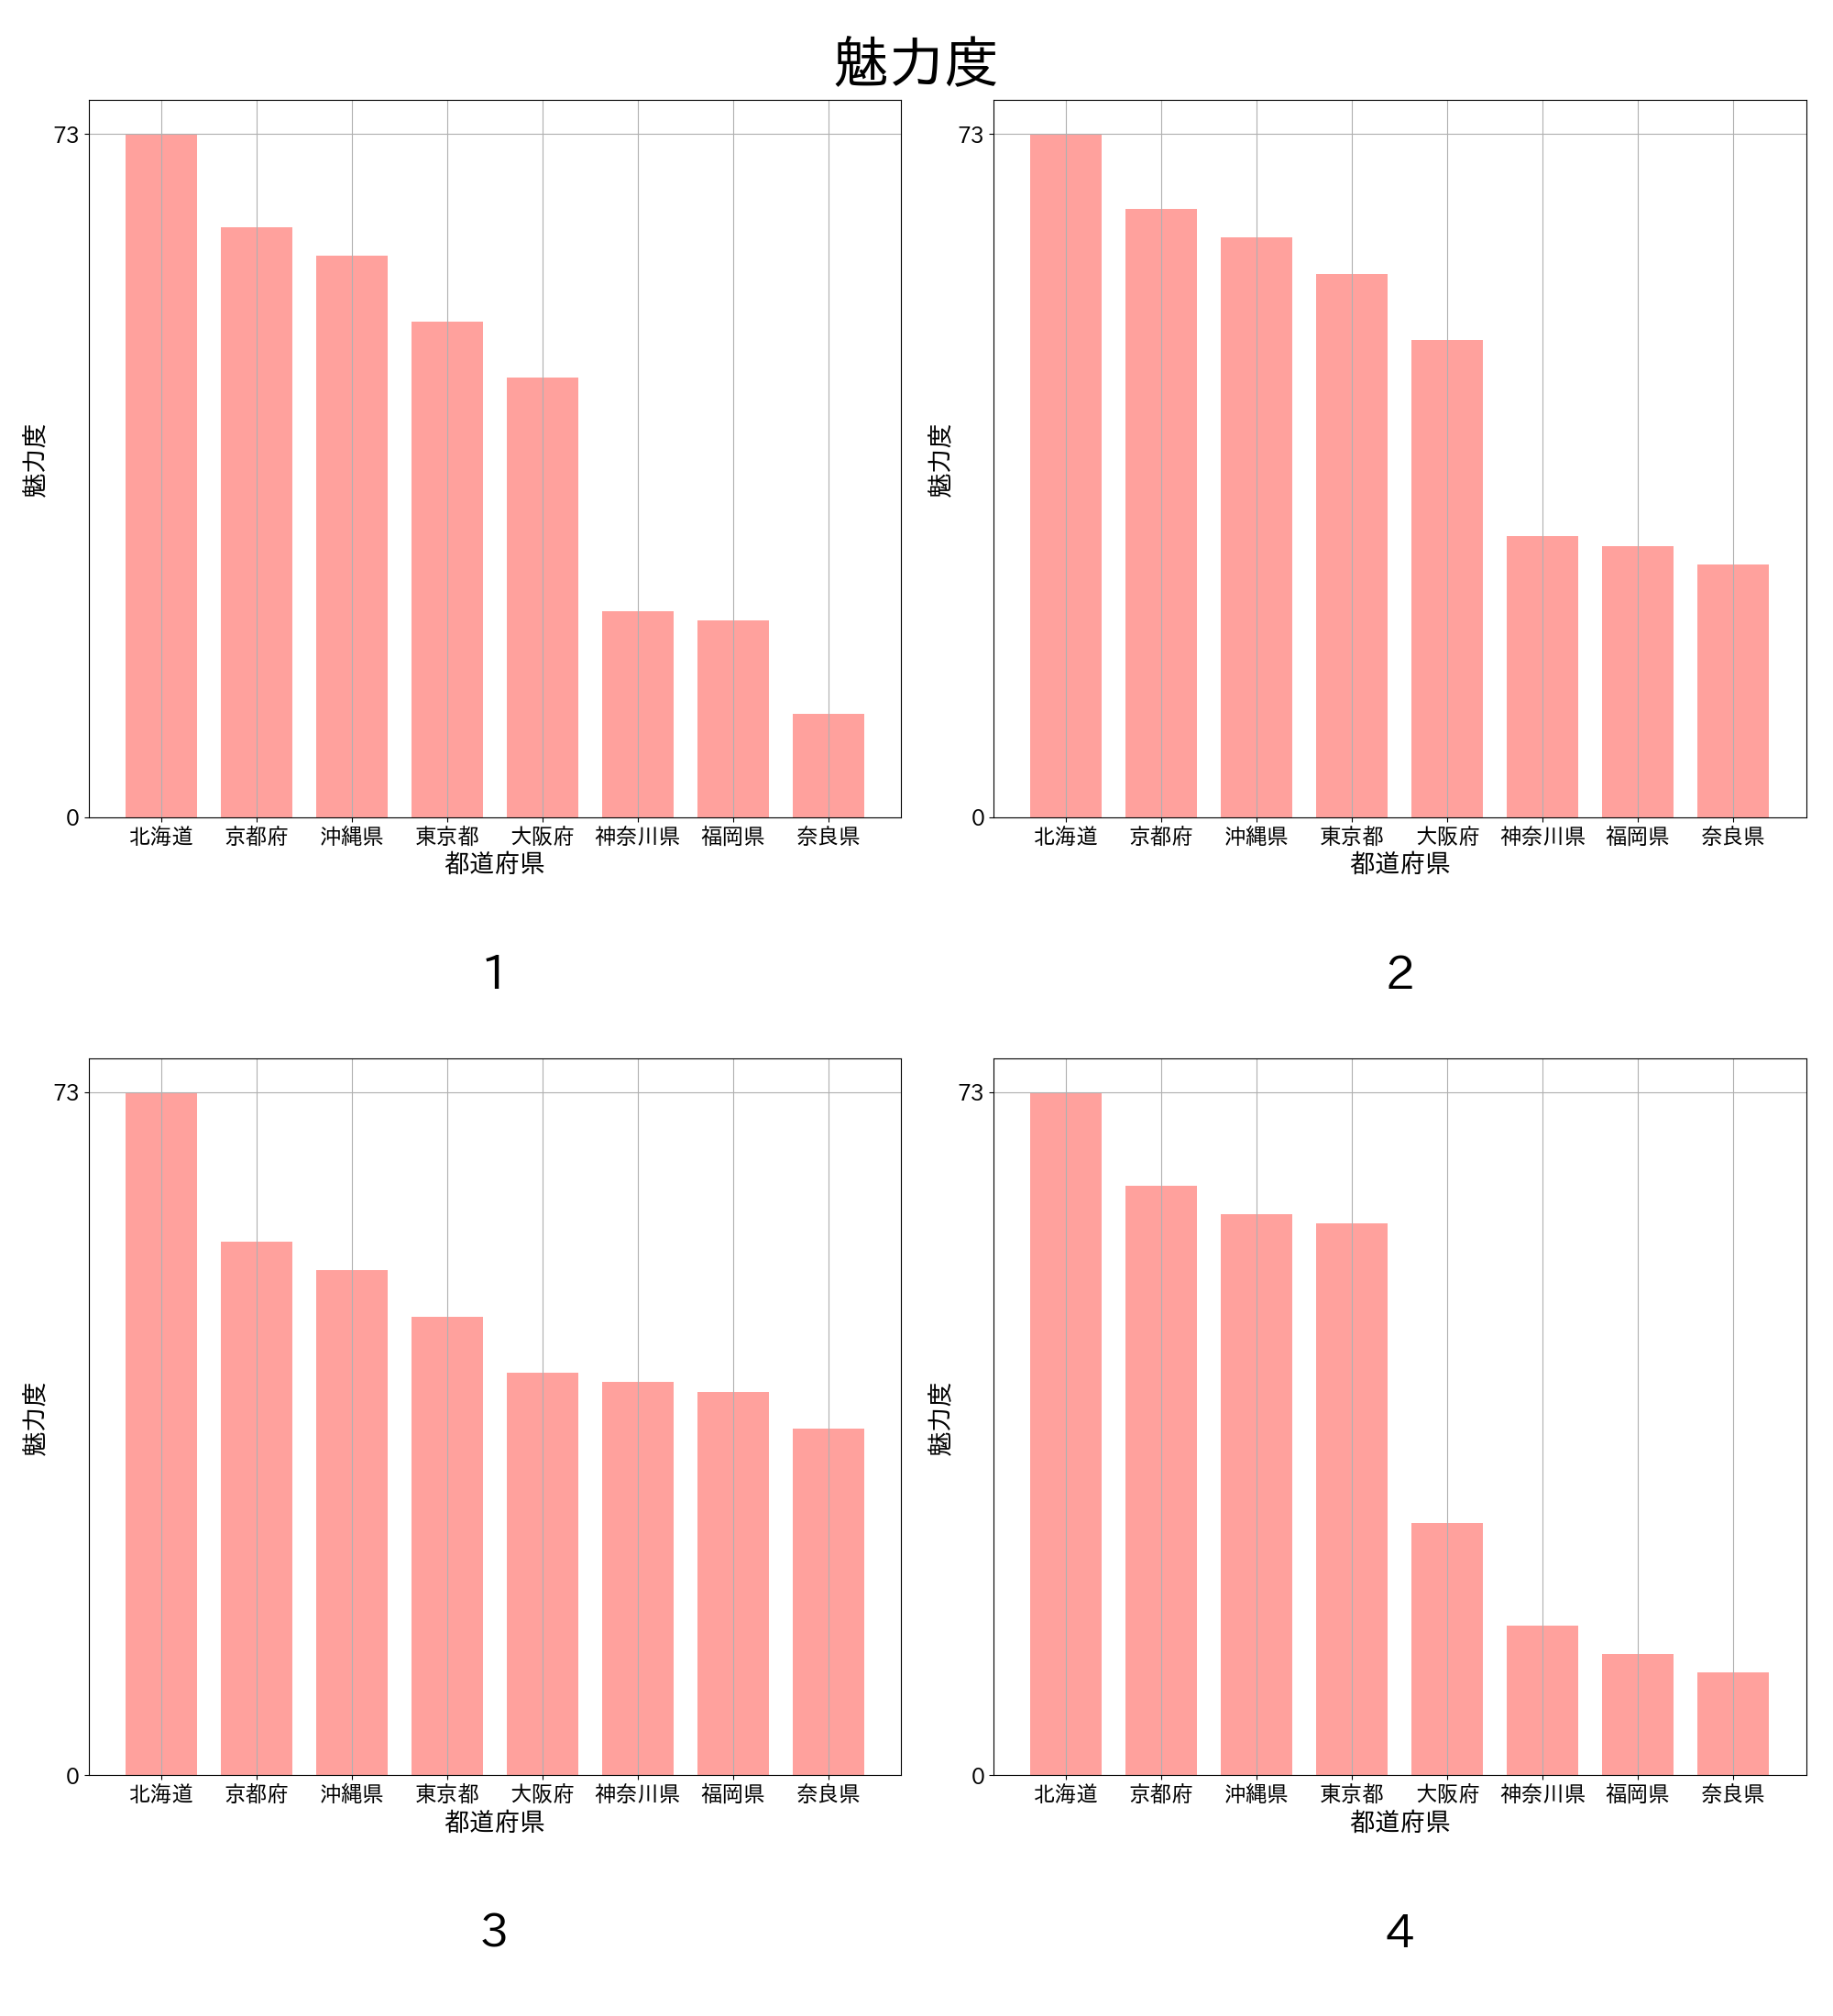 魅力度
73
0
魅力度
北海道 京都府 沖縄県 東京都 大阪府 神奈川県 福岡県 奈良県
都道府県
1
73
0
魅力度
北海道 京都府 沖縄県 東京都 大阪府 神奈川県 福岡県 奈良県
都道府県
2
73
0
魅力度
北海道 京都府 沖縄県 東京都 大阪府 神奈川県 福岡県 奈良県
都道府県
3
73
0
魅力度
北海道 京都府 沖縄県 東京都 大阪府 神奈川県 福岡県 奈良県
都道府県
4